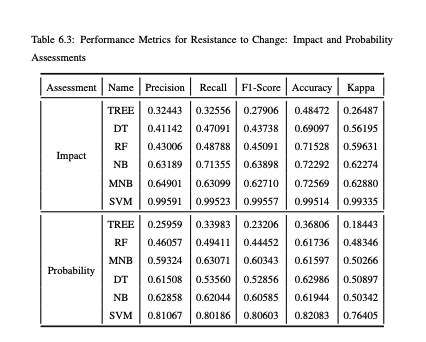 Table 6.3: Performance Metrics for Resistance to Change: Impact and Probability
Assessments
Assessment Name Precision Recall F1-Score Accuracy Kappa
Impact
TREE 0.32443 0.32556 0.27906 0.48472 0.26487
DT 0.41142 0.47091 0.43738 0.69097 0.56195
RF 0.43006 0.48788 0.45091 0.71528 0.59631
NB 0.63189 0.71355 0.63898 0.72292 0.62274
MNB 0.64901 0.63099 0.62710 0.72569 0.62880
SVM 0.99591 0.99523 0.99557 0.99514 0.99335
Probability
TREE 0.25959 0.33983 0.23206 0.36806 0.18443
RF 0.46057 0.49411 0.44452 0.61736 0.48346
MNB 0.59324 0.63071 0.60343 0.61597 0.50266
DT 0.61508 0.53560 0.52856 0.62986 0.50897
NB 0.62858 0.62044 0.60585 0.61944 0.50342
SVM 0.81067 0.80186 0.80603 0.82083 0.76405